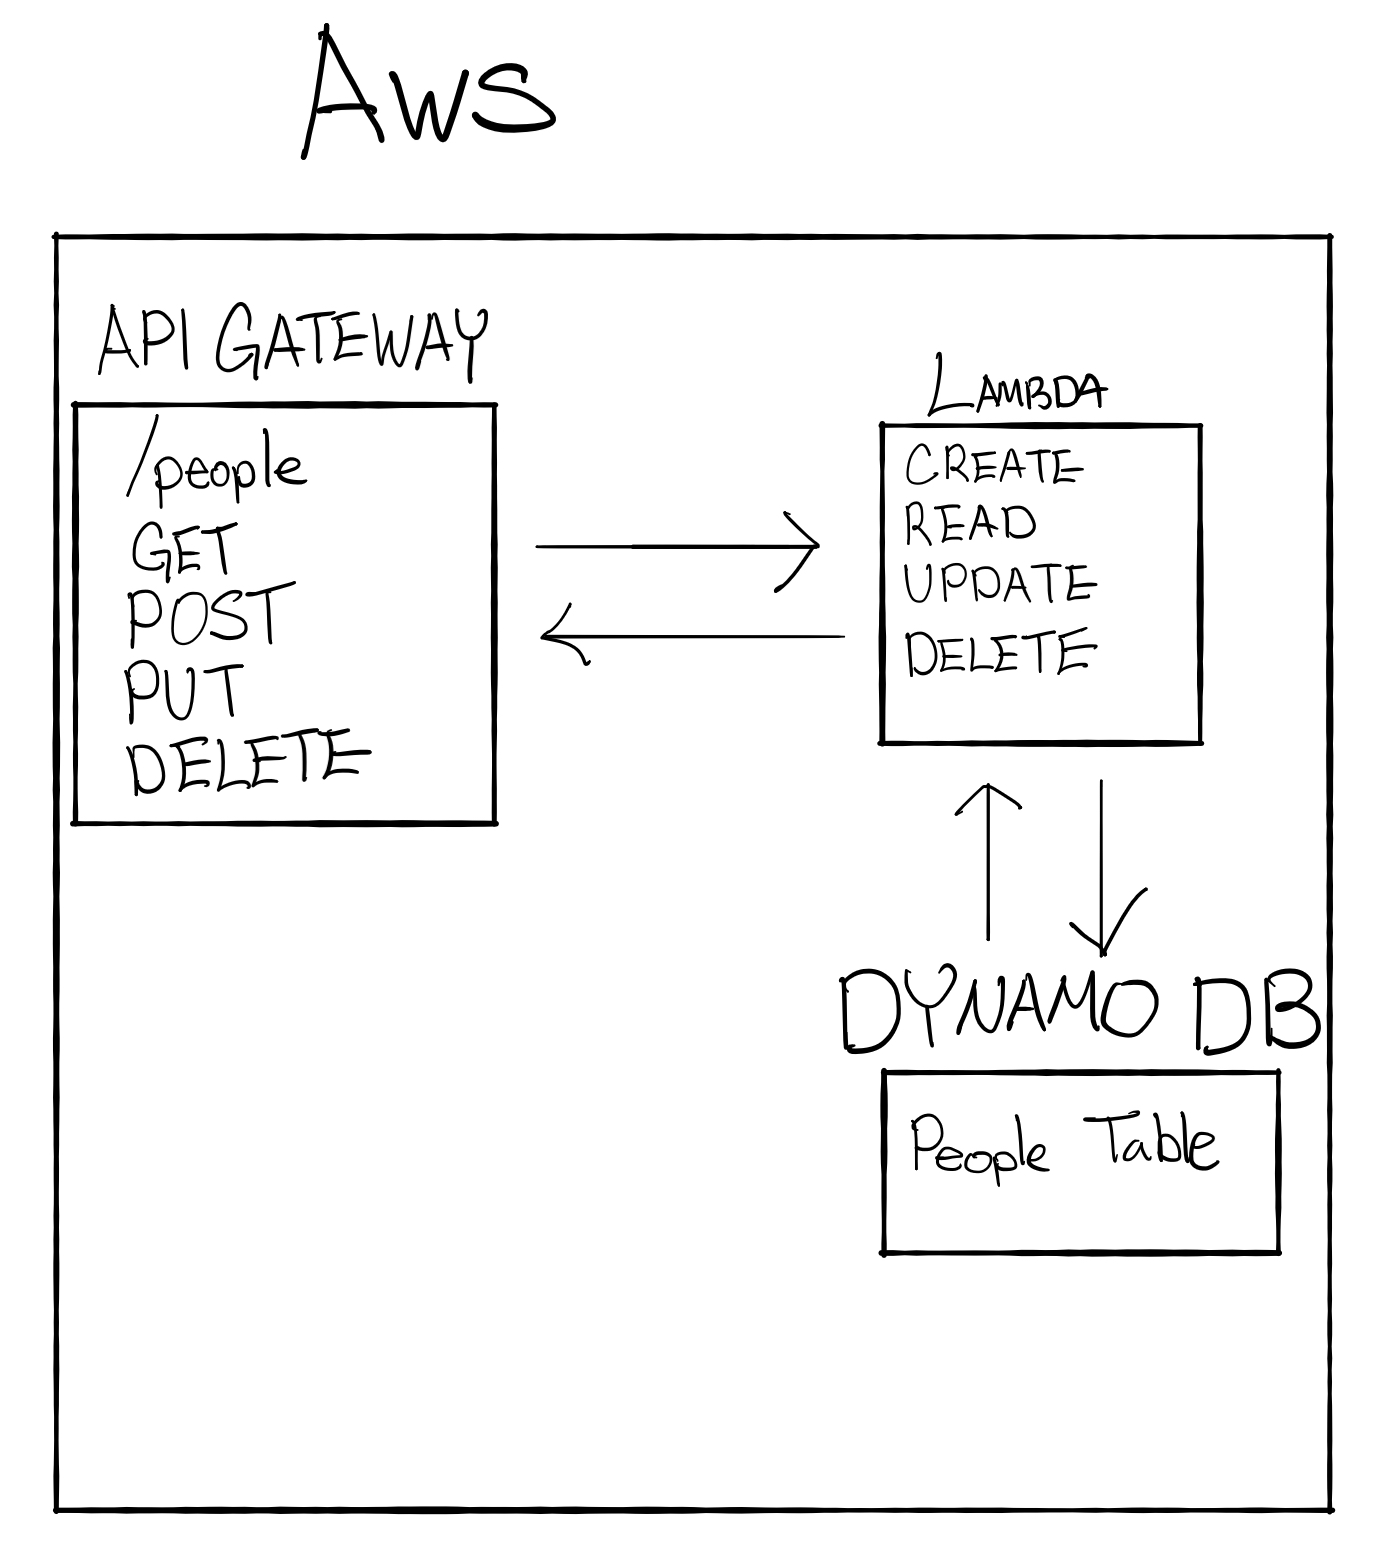 Aws
API GATEWAY
/people
GET
POST
PUT
DELETE
LAMBDA
CREATE
READ
UPDATE
DELETE
DYNAMO DB
People Table